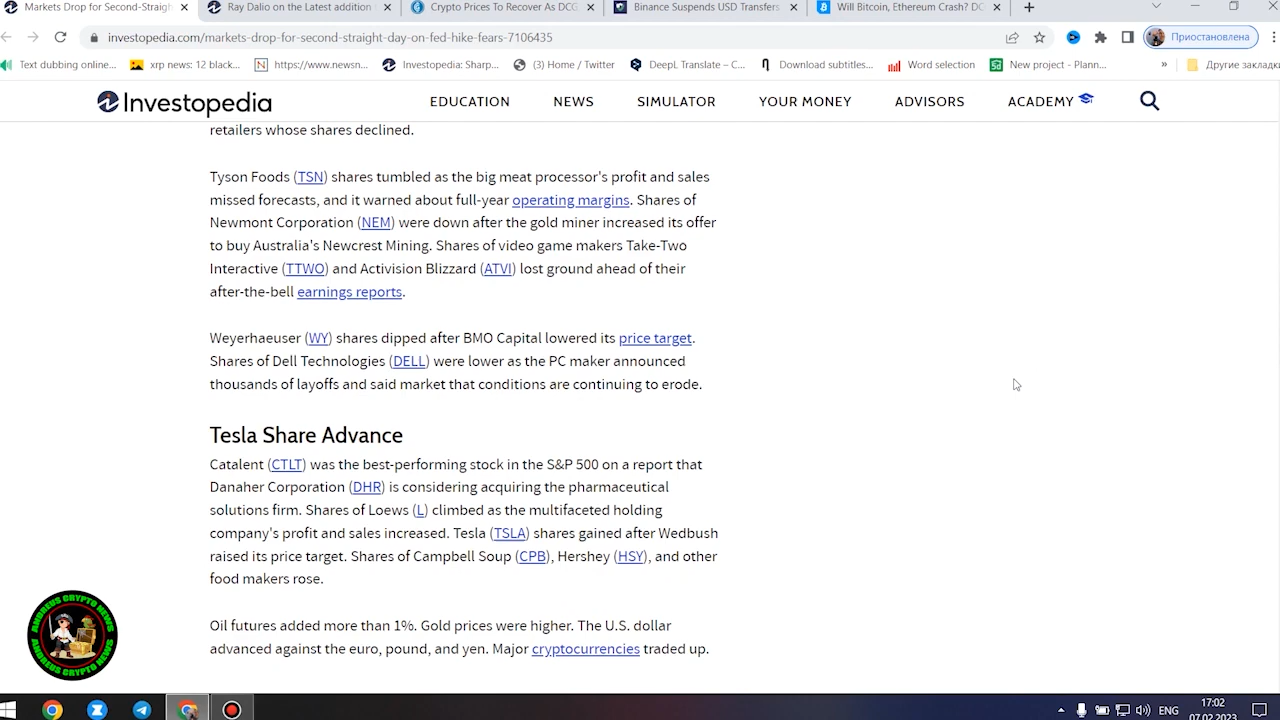 Markets Drop for Second-Straigh
Ray Dalio on the Latest addition
Crypto Prices To Recover As DCG
Binance Suspends USD Transfers
Will Bitcoin, Ethereum Crash? DC
investopedia.com/markets-drop-for-second-straight-day-on-fed-hike-fears-7106435
Приостановлена
Text dubbing online...
xrp news: 12 black...
https://www.newsn...
Investopedia: Sharp...
(3) Home / Twitter
DeepL Translate – C...
Download subtitles...
Word selection
New project - Plann...
»
Другие закладки
Investopedia
EDUCATION
NEWS
SIMULATOR
YOUR MONEY
ADVISORS
ACADEMY
retailers whose shares declined.
Tyson Foods (TSN) shares tumbled as the big meat processor's profit and sales
missed forecasts, and it warned about full-year operating margins. Shares of
Newmont Corporation (NEM) were down after the gold miner increased its offer
to buy Australia's Newcrest Mining. Shares of video game makers Take-Two
Interactive (TTWO) and Activision Blizzard (ATVI) lost ground ahead of their
after-the-bell earnings reports.
Weyerhaeuser (WY) shares dipped after BMO Capital lowered its price target.
Shares of Dell Technologies (DELL) were lower as the PC maker announced
thousands of layoffs and said market that conditions are continuing to erode.
Tesla Share Advance
Catalent (CTLT) was the best-performing stock in the S&P 500 on a report that
Danaher Corporation (DHR) is considering acquiring the pharmaceutical
solutions firm. Shares of Loews (L) climbed as the multifaceted holding
company's profit and sales increased. Tesla (TSLA) shares gained after Wedbush
raised its price target. Shares of Campbell Soup (CPB), Hershey (HSY), and other
food makers rose.
Oil futures added more than 1%. Gold prices were higher. The U.S. dollar
advanced against the euro, pound, and yen. Major cryptocurrencies traded up.
ANDREUS CRYPTO NEWS
ANDREUS CRYPTO NEWS
ENG
17:02
07.02.2023